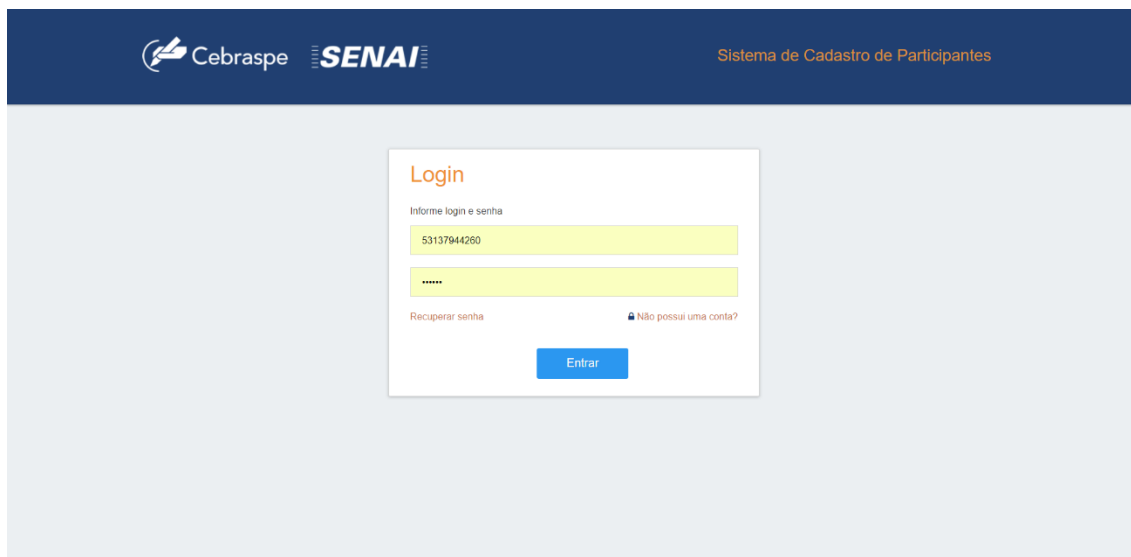 Cebraspe SENAI Sistema de Cadastro de Participantes
Login
Informe login e senha
53137944260
••••••
Recuperar senha Não possui uma conta?
Entrar